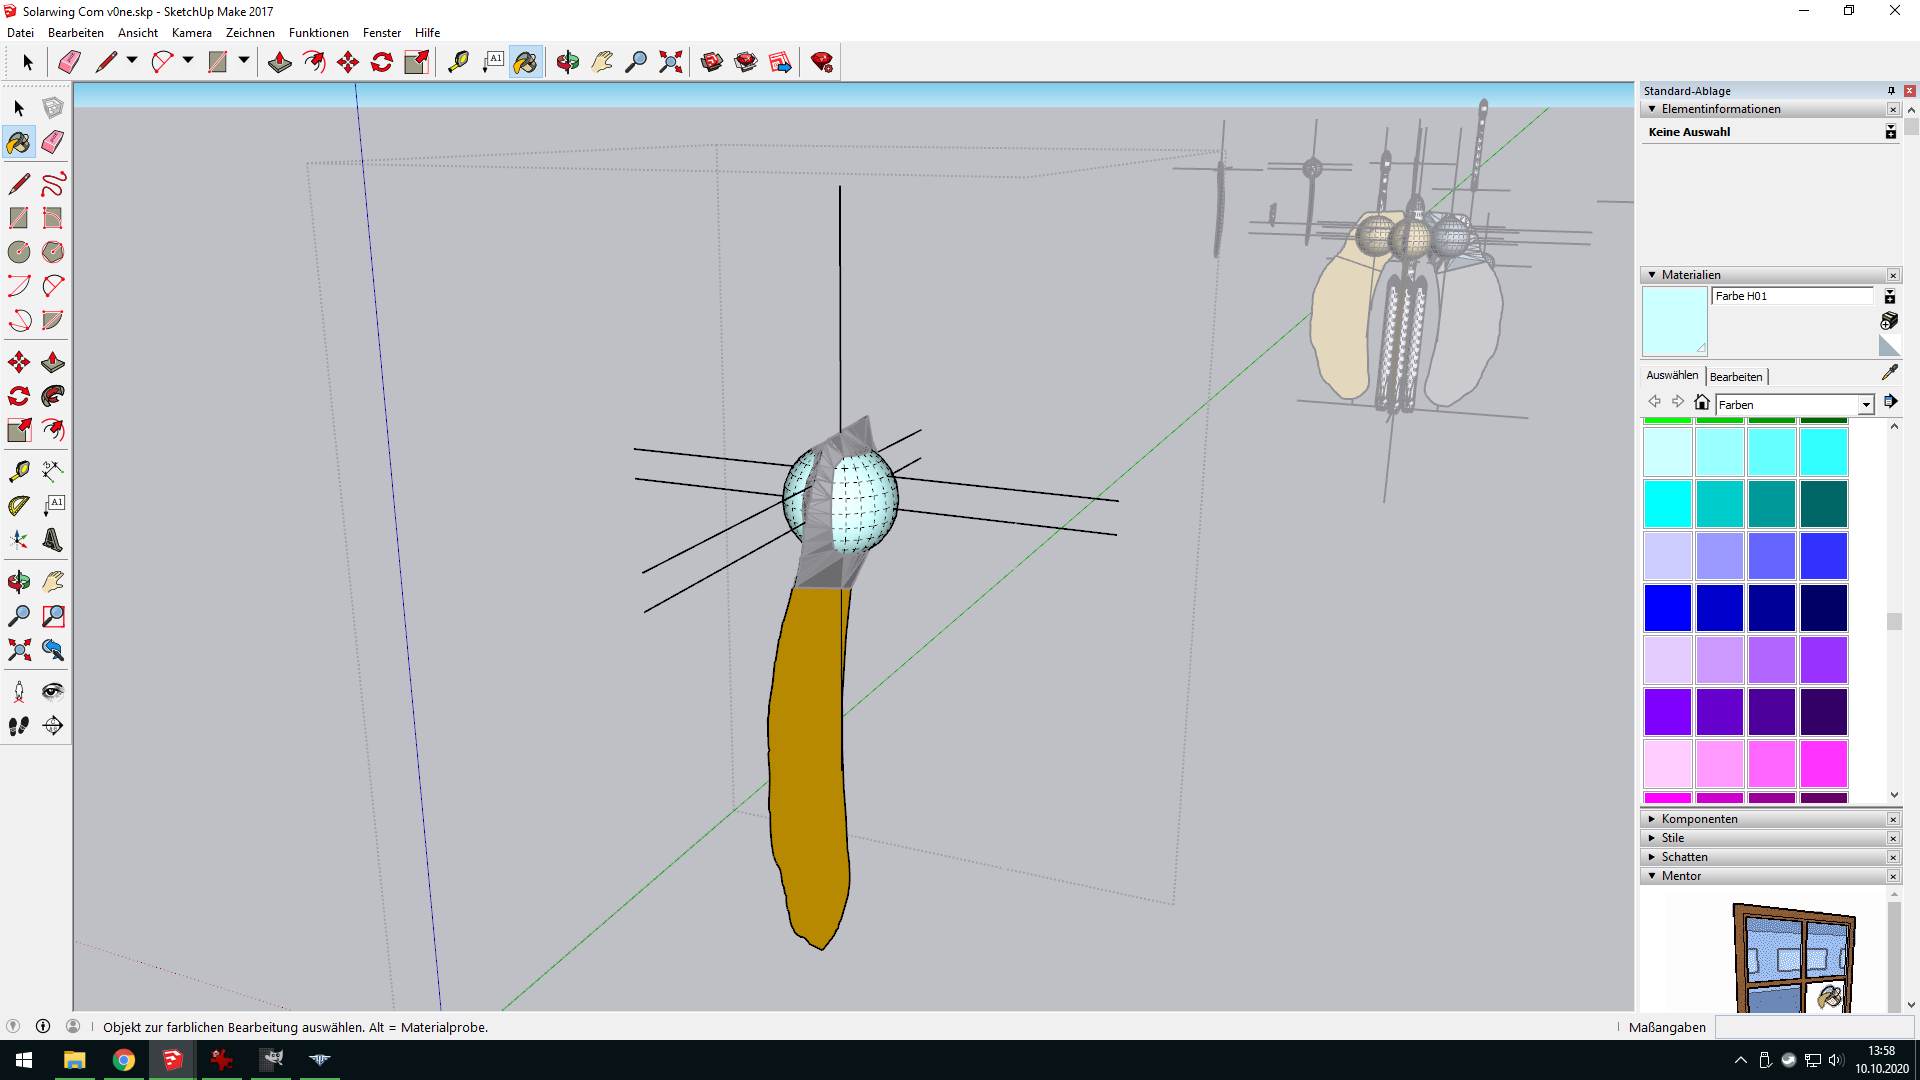 Solarwing Com v0ne.skp - SketchUp Make 2017
Datei Bearbeiten Ansicht Kamera Zeichnen Funktionen Fenster Hilfe
A1
Standard-Ablage
Elementinformationen
Keine Auswahl
Materialien
Farbe H01
Auswählen Bearbeiten
Farben
A1
Komponenten
Stile
Schatten
Mentor
Objekt zur farblichen Bearbeitung auswählen. Alt = Materialprobe.
Maßangaben
13:58
10.10.2020